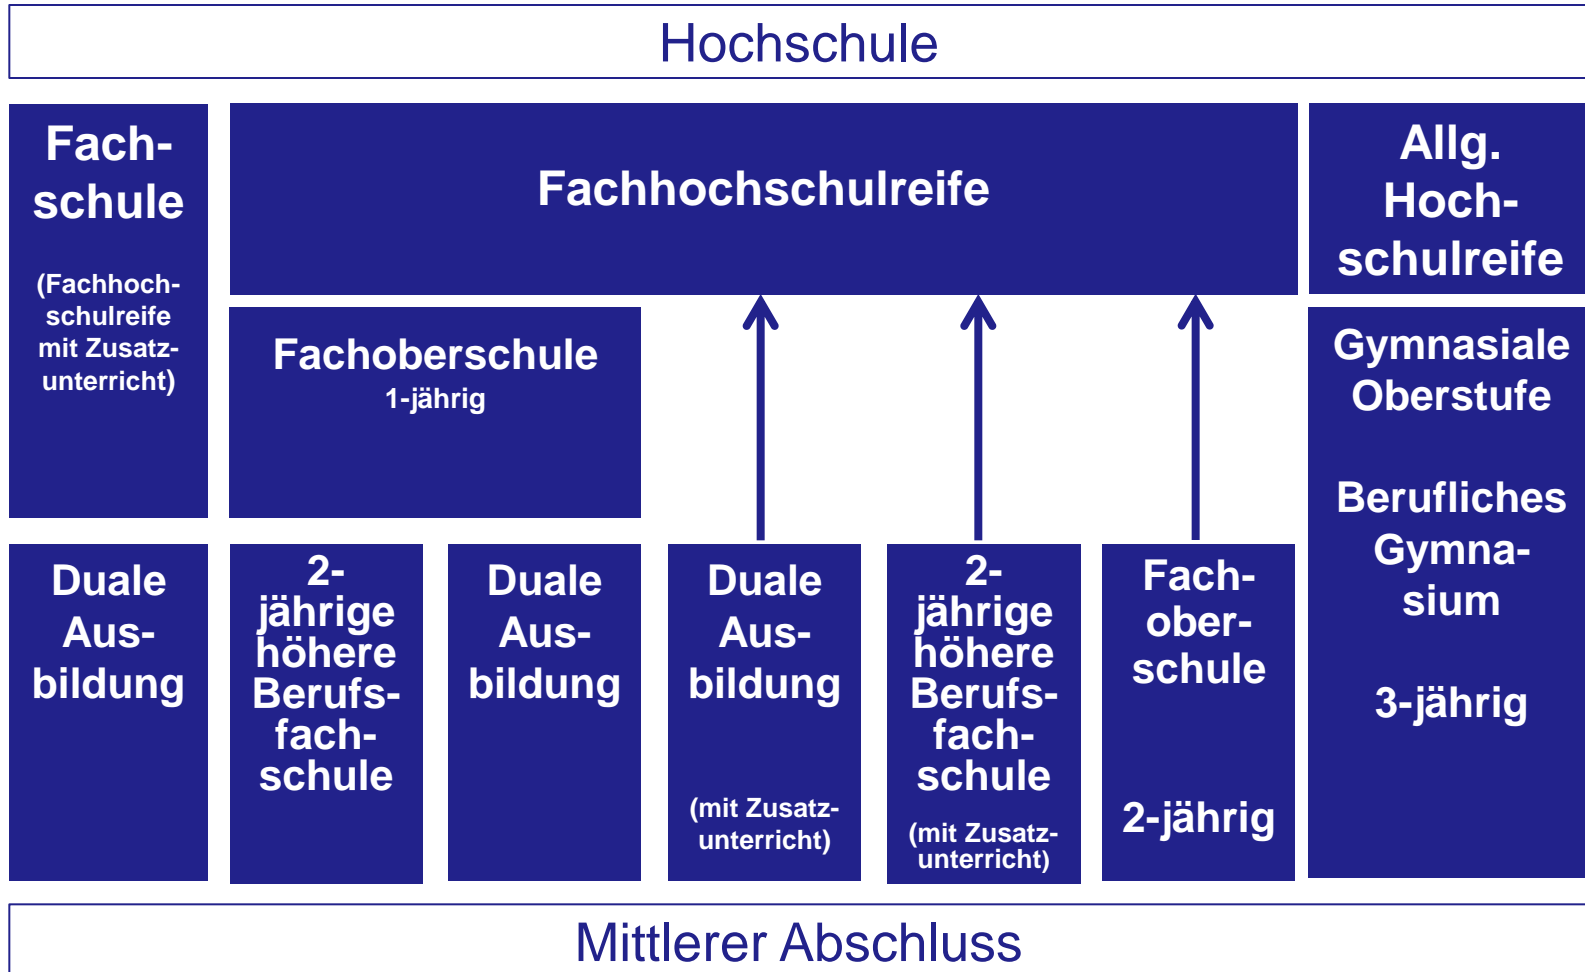 Hochschule
Fach-
schule
(Fachhoch-
schulreife
mit Zusatz-
unterricht)
Fachhochschulreife
Allg.
Hoch-
schulreife
Fachoberschule
1-jährig
Gymnasiale
Oberstufe
Berufliches
Gymna-
sium
3-jährig
Duale
Aus-
bildung
2-
jährige
höhere
Berufs-
fach-
schule
Duale
Aus-
bildung
Duale
Aus-
bildung
(mit Zusatz-
unterricht)
2-
jährige
höhere
Berufs-
fach-
schule
(mit Zusatz-
unterricht)
Fach-
ober-
schule
2-jährig
Mittlerer Abschluss